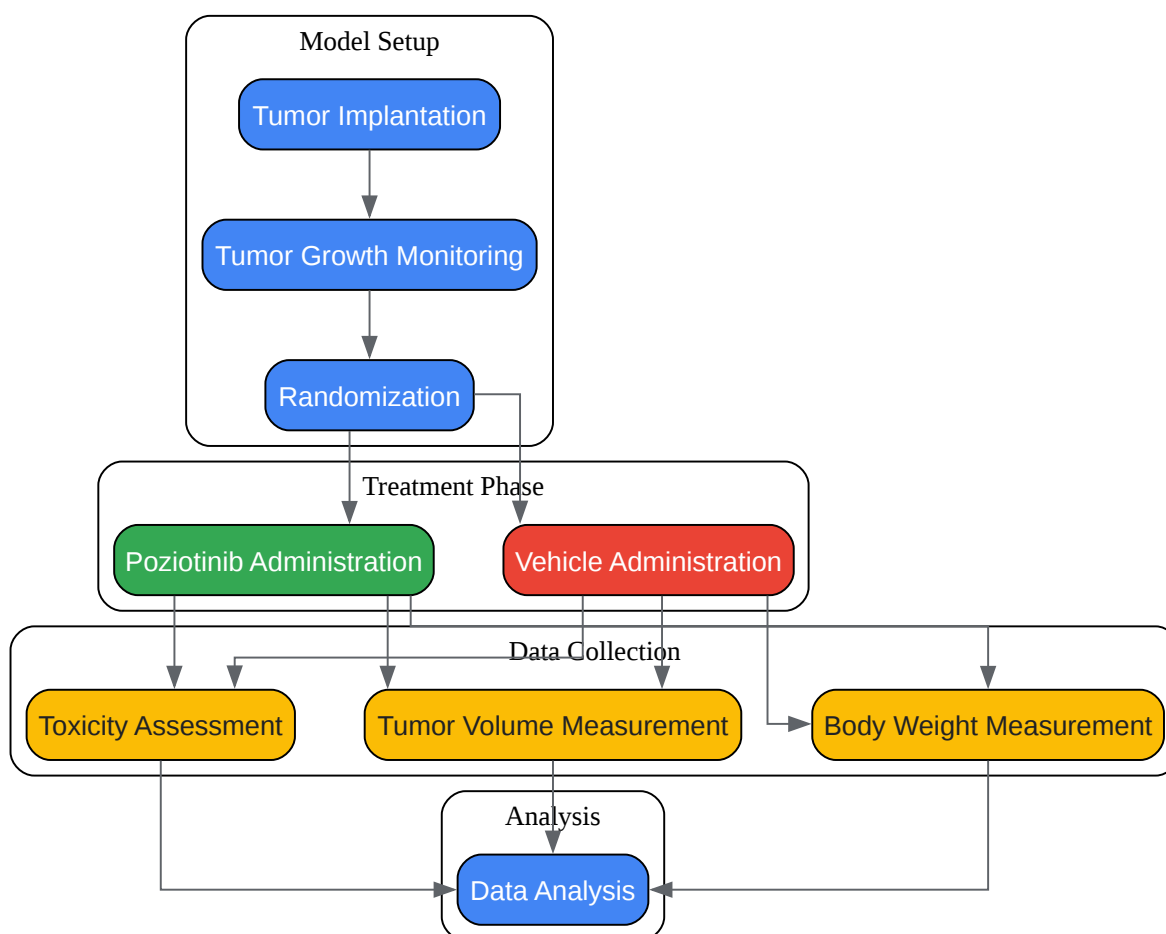 Model Setup
Tumor Implantation
Tumor Growth Monitoring
Randomization
Treatment Phase
Poziotinib Administration
Vehicle Administration
Data Collection
Toxicity Assessment
Tumor Volume Measurement
Body Weight Measurement
Analysis
Data Analysis